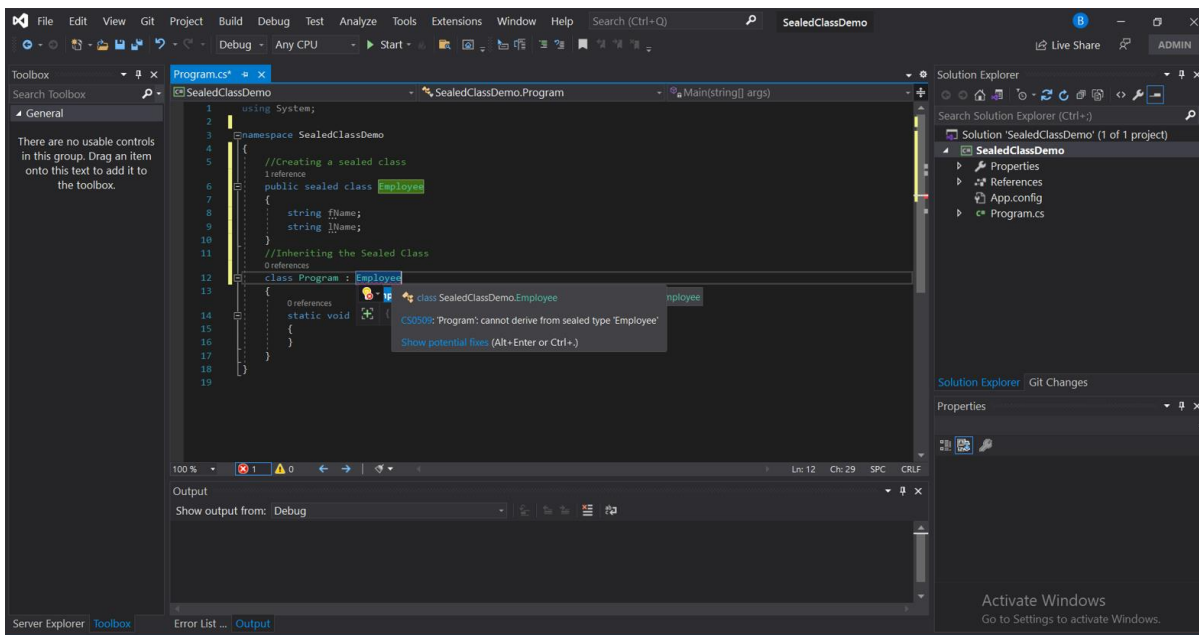 File Edit View Git Project Build Debug Test Analyze Tools Extensions Window Help Search (Ctrl+Q) SealedClassDemo B
Debug Any CPU Start Live Share ADMIN
Toolbox
Search Toolbox
General
There are no usable controls
in this group. Drag an item
onto this text to add it to
the toolbox.
Program.cs*
SealedClassDemo SealedClassDemo.Program Main(string[] args)
1 using System;
2
3 namespace SealedClassDemo
4 {
5 //Creating a sealed class
1 reference
6 public sealed class Employee
7 {
8 string fName;
9 string lName;
10 }
11 //Inheriting the Sealed Class
0 references
12 class Program : Employee
13 {
0 references
14 static void
15 {
16 }
17 }
18 }
19
class SealedClassDemo.Employee
CS0509: 'Program': cannot derive from sealed type 'Employee'
Show potential fixes (Alt+Enter or Ctrl+.)
100 % 1 0 Ln: 12 Ch: 29 SPC CRLF
Output
Show output from: Debug
Solution Explorer
Search Solution Explorer (Ctrl+;)
Solution 'SealedClassDemo' (1 of 1 project)
SealedClassDemo
Properties
References
App.config
C# Program.cs
Solution Explorer Git Changes
Properties
Activate Windows
Go to Settings to activate Windows.
Server Explorer Toolbox Error List ... Output